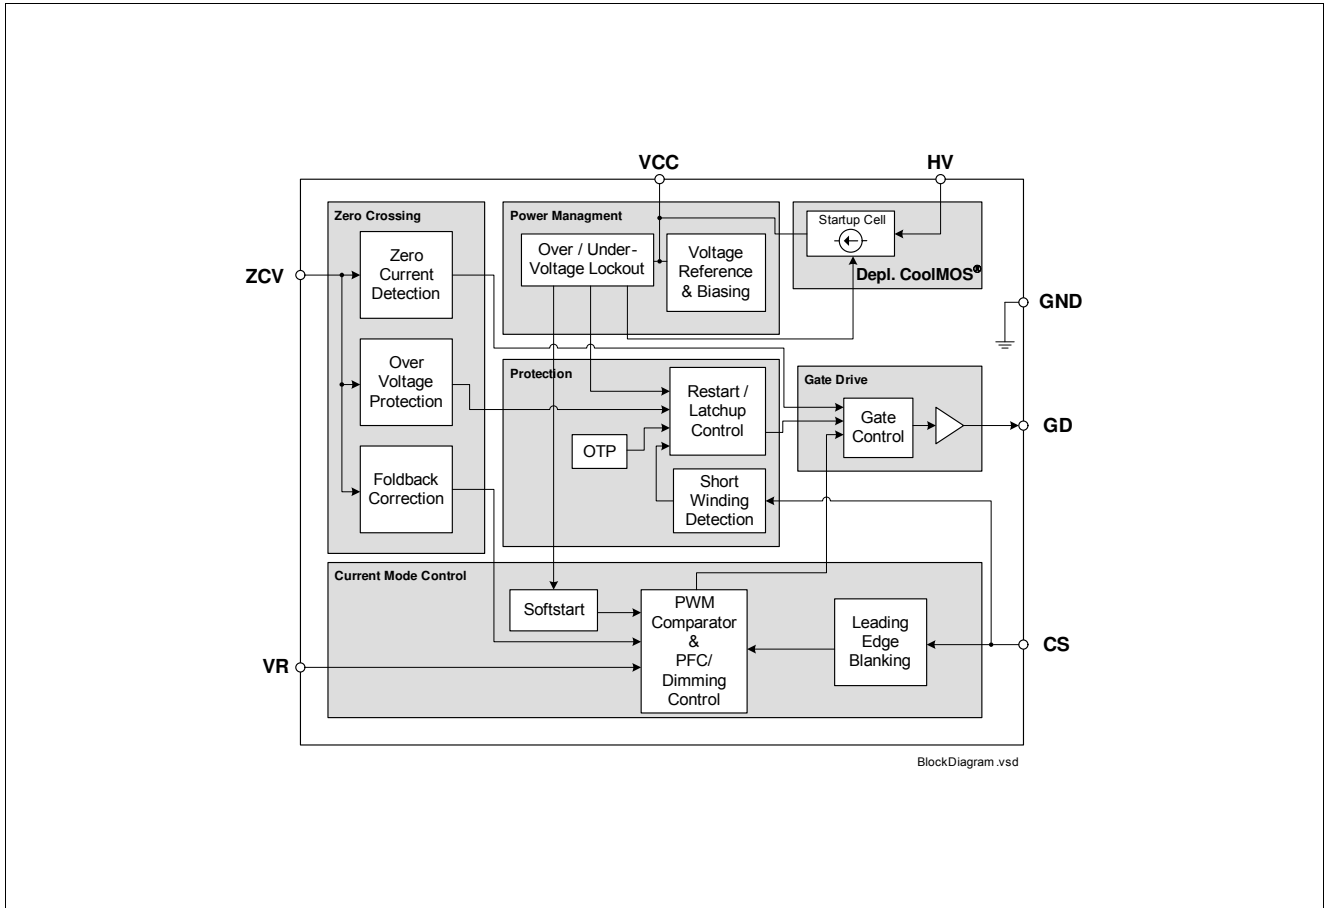 VCC
HV
Zero Crossing
Power Managment
Startup Cell
Depl. CoolMOS®
ZCV
Zero
Current
Detection
Over / Under-
Voltage Lockout
Voltage
Reference
& Biasing
GND
Over
Voltage
Protection
Protection
Restart /
Latchup
Control
OTP
Short
Winding
Detection
Gate Drive
Gate
Control
GD
Foldback
Correction
Current Mode Control
Softstart
PWM
Comparator
&
PFC/
Dimming
Control
Leading
Edge
Blanking
CS
VR
BlockDiagram.vsd